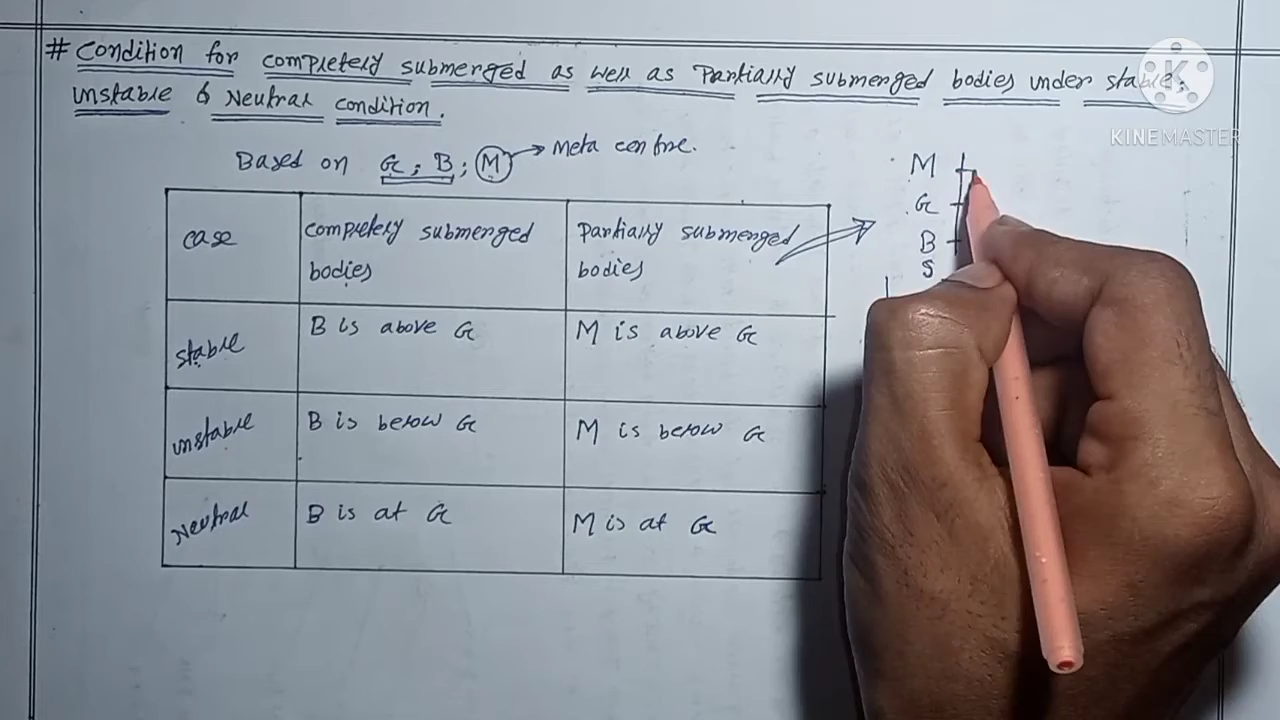 # Condition for completely submerged as well as Partially submerged bodies under stable,
unstable & Neutral condition.
Based on G ; B ; M → Meta centre.
case
completely submerged
bodies
Partially submerged
bodies
stable
B is above G
M is above G
unstable
B is below G
M is below G
Neutral
B is at G
M is at G
M
G
B
S
KINEMASTER